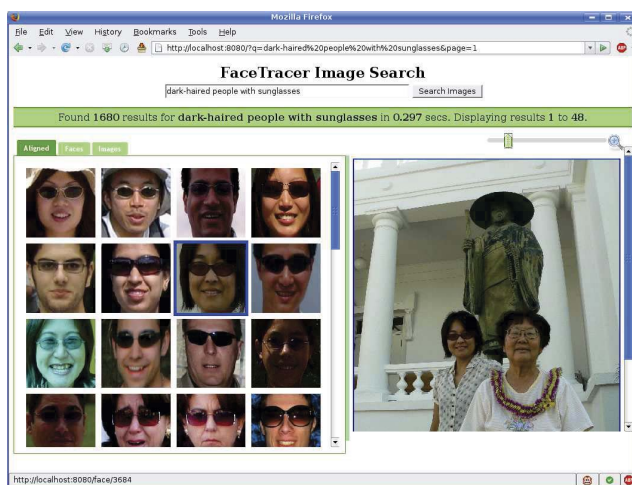 Mozilla Firefox
File Edit View History Bookmarks Tools Help
http://localhost:8080/?q=dark-haired%20people%20with%20sunglasses&page=1
FaceTracer Image Search
dark-haired people with sunglasses Search Images
Found 1680 results for dark-haired people with sunglasses in 0.297 secs. Displaying results 1 to 48.
Aligned Faces Images
http://localhost:8080/face/3684